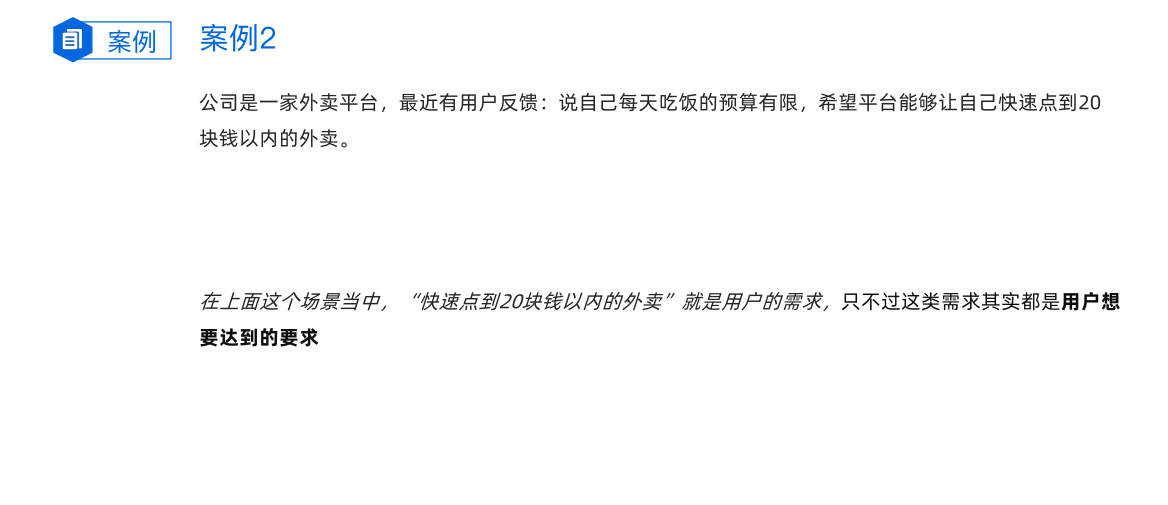 案例
案例2
公司是一家外卖平台，最近有用户反馈：说自己每天吃饭的预算有限，希望平台能够让自己快速点到20
块钱以内的外卖。
在上面这个场景当中，“快速点到20块钱以内的外卖”就是用户的需求，只不过这类需求其实都是用户想
要达到的要求